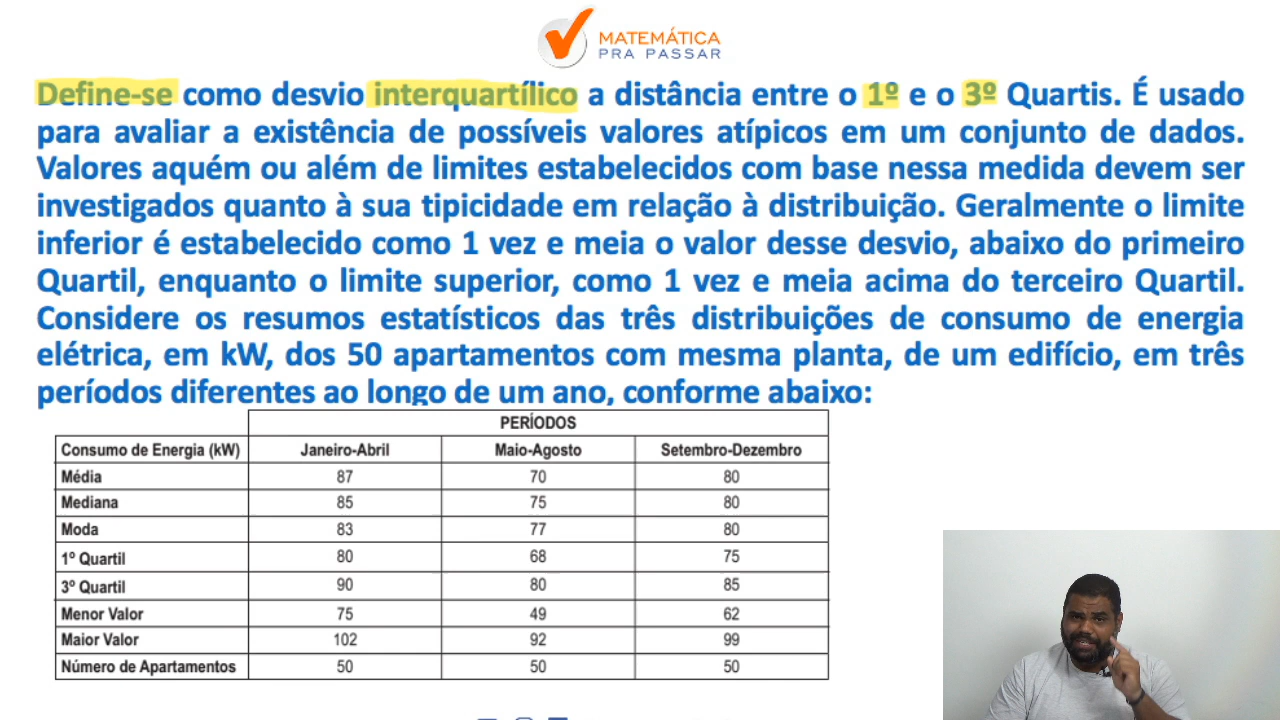 MATEMÁTICA
PRA PASSAR
Define-se como desvio interquartílico a distância entre o 1º e o 3º Quartis. É usado
para avaliar a existência de possíveis valores atípicos em um conjunto de dados.
Valores aquém ou além de limites estabelecidos com base nessa medida devem ser
investigados quanto à sua tipicidade em relação à distribuição. Geralmente o limite
inferior é estabelecido como 1 vez e meia o valor desse desvio, abaixo do primeiro
Quartil, enquanto o limite superior, como 1 vez e meia acima do terceiro Quartil.
Considere os resumos estatísticos das três distribuições de consumo de energia
elétrica, em kW, dos 50 apartamentos com mesma planta, de um edifício, em três
períodos diferentes ao longo de um ano, conforme abaixo:
PERÍODOS
Consumo de Energia (kW) Janeiro-Abril Maio-Agosto Setembro-Dezembro
Média 87 70 80
Mediana 85 75 80
Moda 83 77 80
1º Quartil 80 68 75
3º Quartil 90 80 85
Menor Valor 75 49 62
Maior Valor 102 92 99
Número de Apartamentos 50 50 50